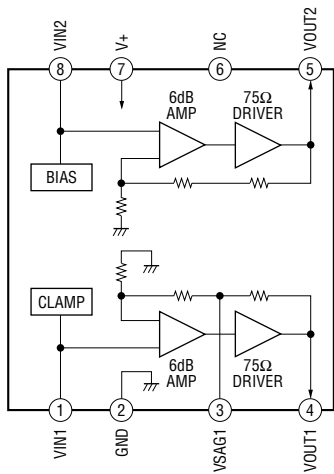 VIN2
V+
NC
VOUT2
8
7
6
5
6dB
AMP
75Ω
DRIVER
BIAS
CLAMP
6dB
AMP
75Ω
DRIVER
1
2
3
4
VIN1
GND
VSAG1
VOUT1